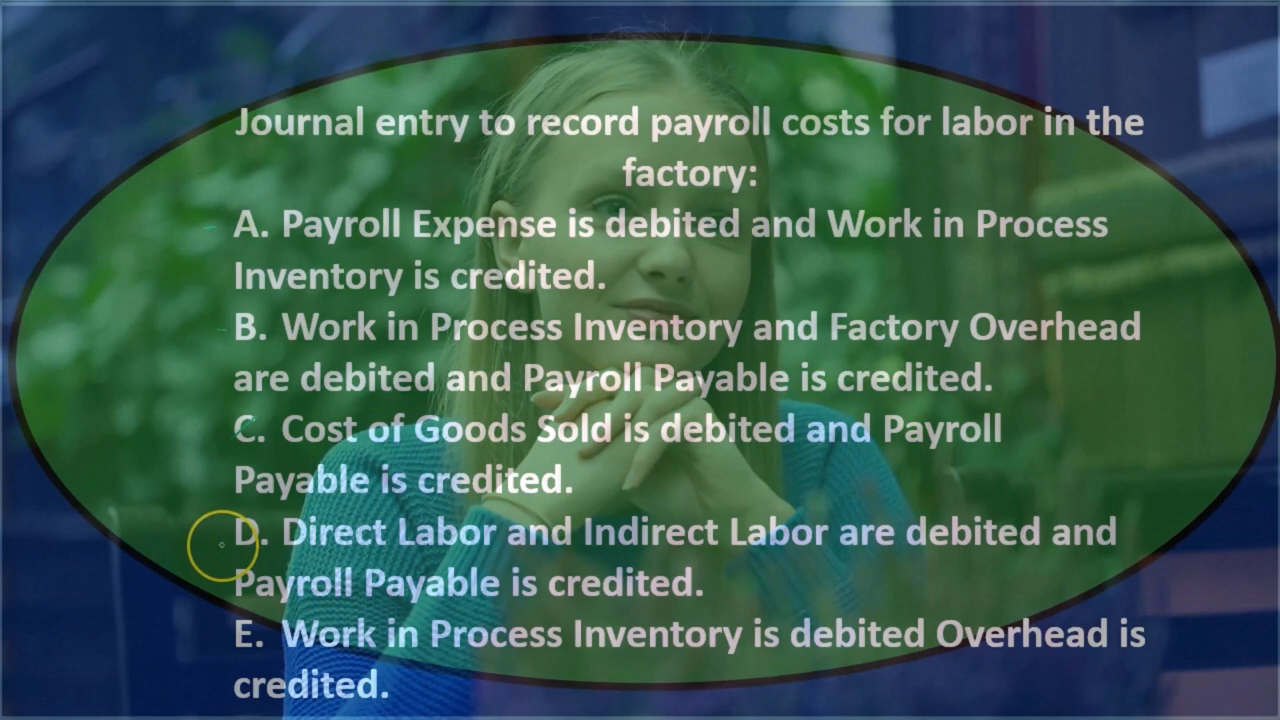 Journal entry to record payroll costs for labor in the
factory:
A. Payroll Expense is debited and Work in Process
Inventory is credited.
B. Work in Process Inventory and Factory Overhead
are debited and Payroll Payable is credited.
C. Cost of Goods Sold is debited and Payroll
Payable is credited.
D. Direct Labor and Indirect Labor are debited and
Payroll Payable is credited.
E. Work in Process Inventory is debited Overhead is
credited.